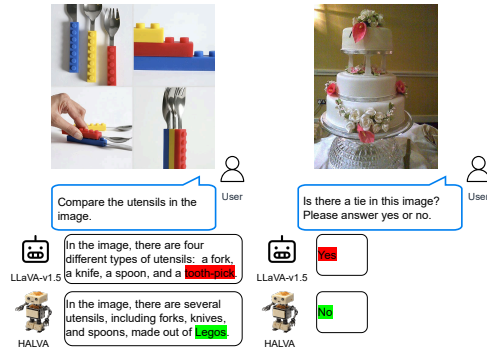 User
Compare the utensils in the
image.
LLaVA-v1.5
In the image, there are four
different types of utensils: a fork,
a knife, a spoon, and a tooth-pick.
HALVA
In the image, there are several
utensils, including forks, knives,
and spoons, made out of Legos.
User
Is there a tie in this image?
Please answer yes or no.
LLaVA-v1.5
Yes
HALVA
No